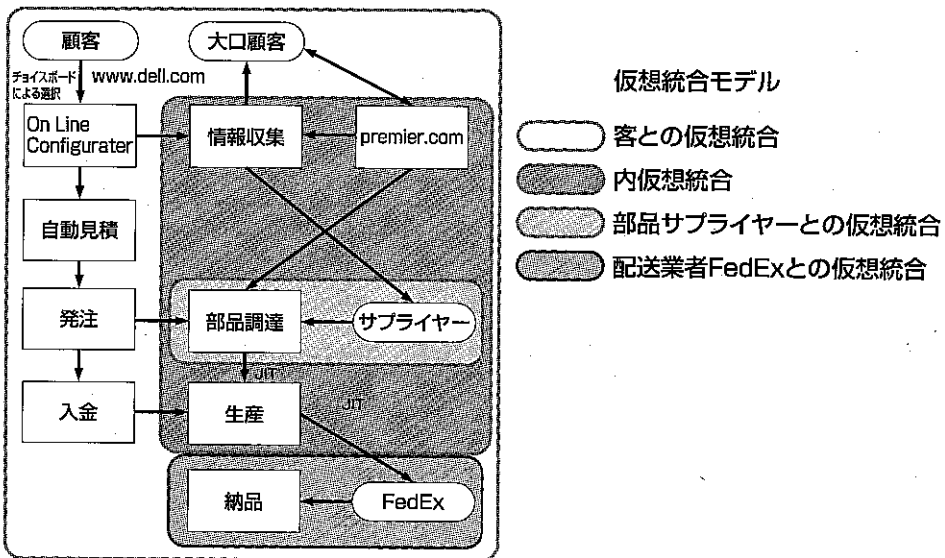 顧客
大口顧客
チョイスボード
による選択
www.dell.com
On Line
Configurater
情報収集
premier.com
自動見積
発注
部品調達
サプライヤー
JIT
入金
生産
JIT
納品
FedEx
仮想統合モデル
客との仮想統合
内仮想統合
部品サプライヤーとの仮想統合
配送業者FedExとの仮想統合